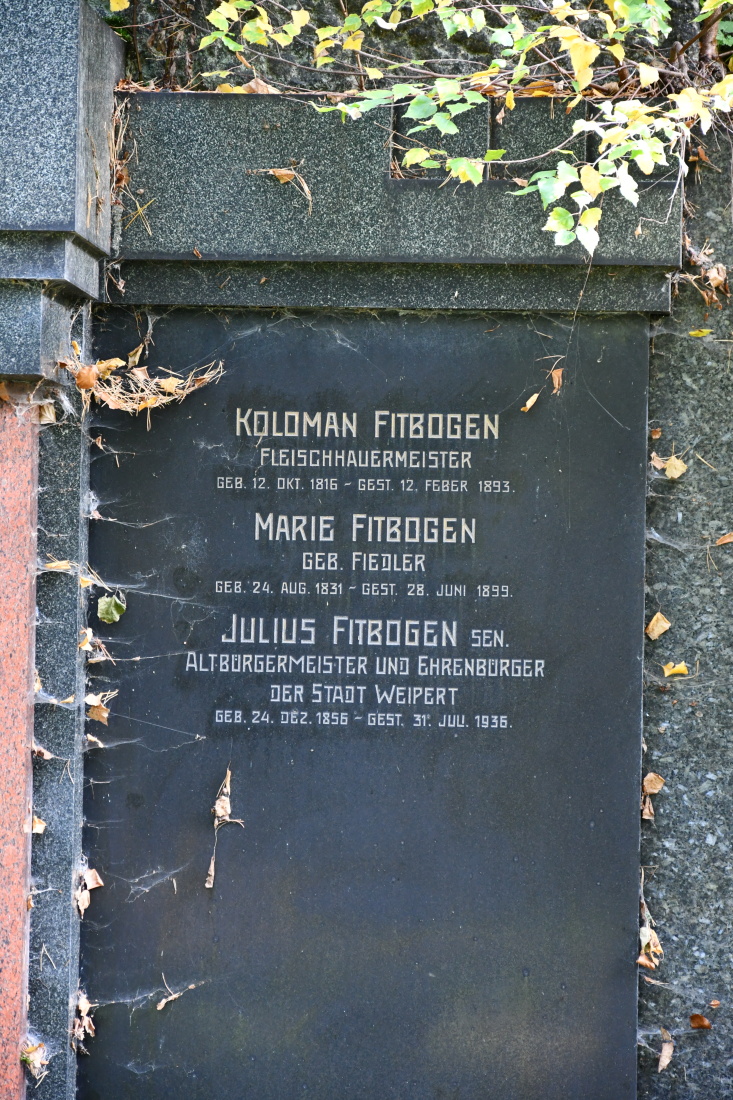 KOLOMAN FITBOGEN
FLEISCHHAUERMEISTER
GEB. 12. OKT. 1816 - GEST. 12. FEBER 1893.
MARIE FITBOGEN
GEB. FIEDLER
GEB. 24. AUG. 1831 - GEST. 28. JUNI 1899.
JULIUS FITBOGEN SEN.
ALTBÜRGERMEISTER UND EHRENBÜRGER
DER STADT WEIPERT
GEB. 24. DEZ. 1856 - GEST. 31. JULI 1936.